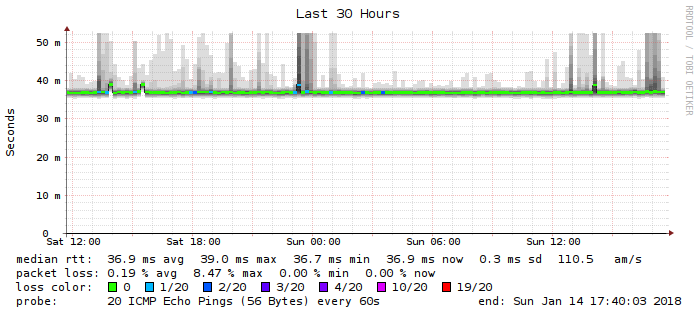 Last 30 Hours
RRDTOOL / TOBI OETIKER
Seconds
50 m
40 m
30 m
20 m
10 m
0
Sat 12:00 Sat 18:00 Sun 00:00 Sun 06:00 Sun 12:00
median rtt: 36.9 ms avg 39.0 ms max 36.7 ms min 36.9 ms now 0.3 ms sd 110.5 am/s
packet loss: 0.19 % avg 8.47 % max 0.00 % min 0.00 % now
loss color: 0 1/20 2/20 3/20 4/20 10/20 19/20
probe: 20 ICMP Echo Pings (56 Bytes) every 60s end: Sun Jan 14 17:40:03 2018